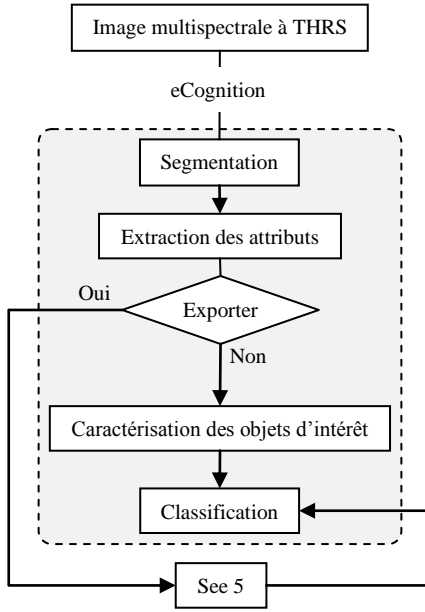 Image multispectrale à THRS
eCognition
Segmentation
Extraction des attributs
Oui
Exporter
Non
Caractérisation des objets d'intérêt
Classification
See 5